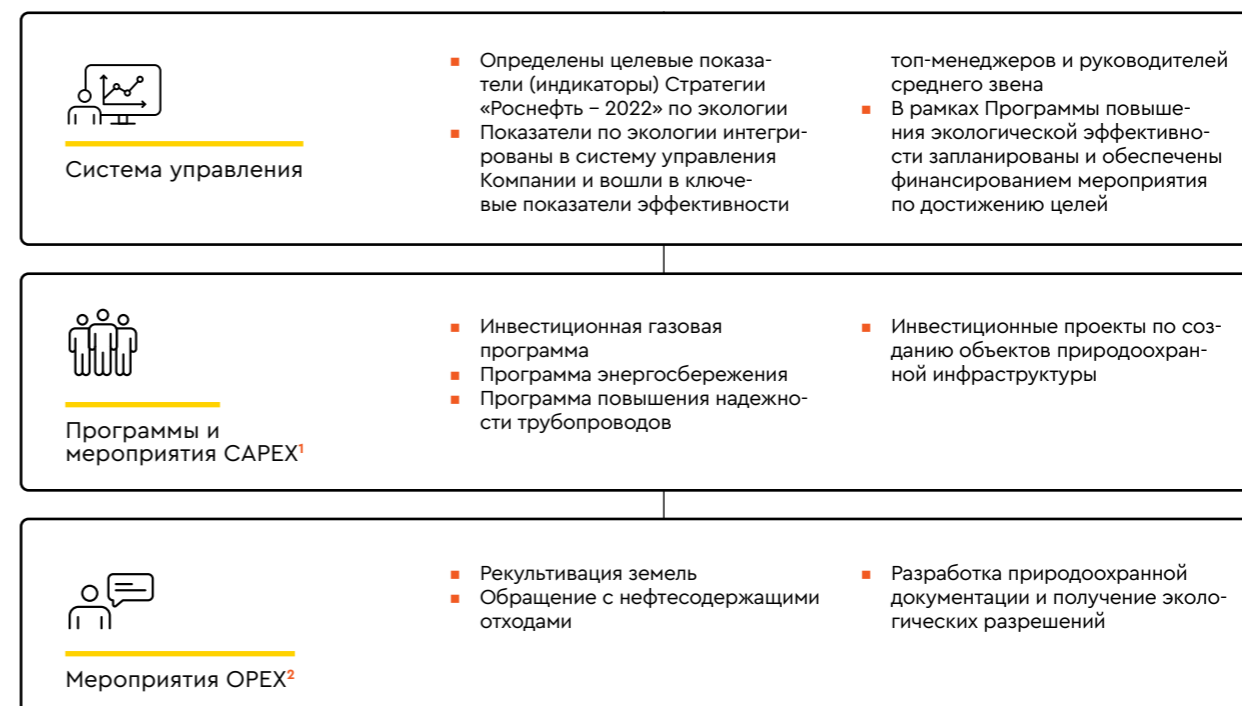 Система управления
Определены целевые показа-
тели (индикаторы) Стратегии
«Роснефть – 2022» по экологии
Показатели по экологии интегри-
рованы в систему управления
Компании и вошли в ключе-
вые показатели эффективности
топ-менеджеров и руководителей
среднего звена
В рамках Программы повыше-
ния экологической эффективно-
сти запланированы и обеспечены
финансированием мероприятия
по достижению целей
Программы и
мероприятия CAPEX¹
Инвестиционная газовая
программа
Программа энергосбережения
Программа повышения надежно-
сти трубопроводов
Инвестиционные проекты по соз-
данию объектов природоохран-
ной инфраструктуры
Мероприятия OPEX²
Рекультивация земель
Обращение с нефтесодержащими
отходами
Разработка природоохранной
документации и получение эколо-
гических разрешений